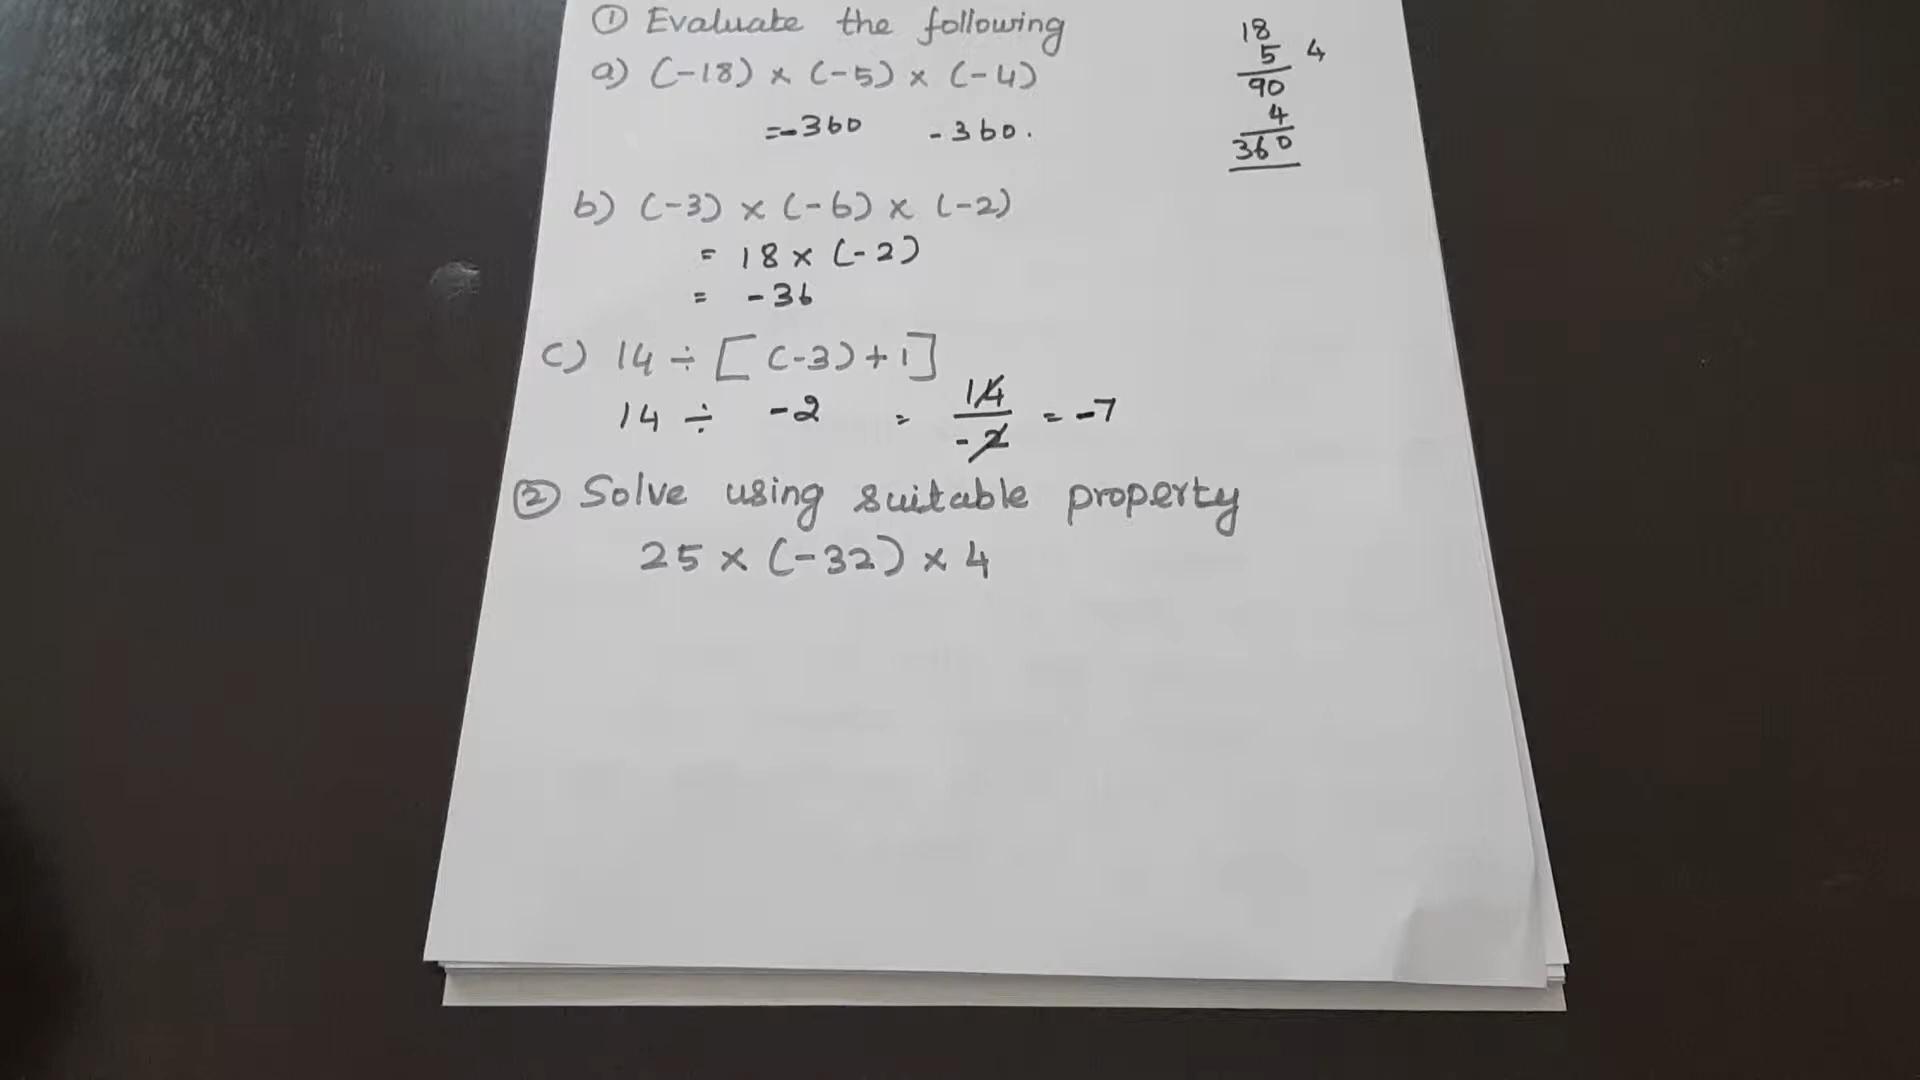 ① Evaluate the following
a) (-18) × (-5) × (-4)
=-360 -360.
18
5 4
90
4
360
b) (-3) × (-6) × (-2)
= 18 × (-2)
= -36
c) 14 ÷ [(-3)+1]
14 ÷ -2 = 14/-2 = -7
② Solve using suitable property
25 × (-32) × 4